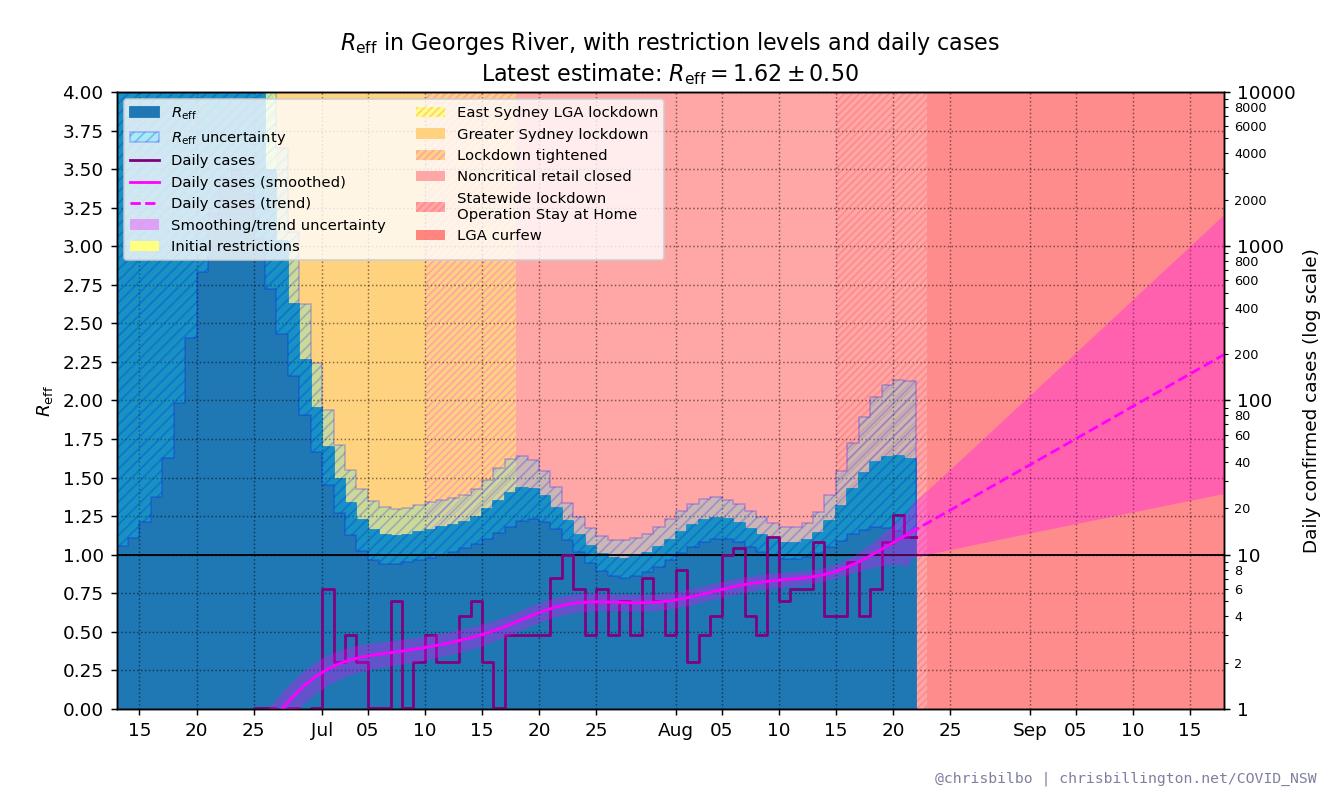 R_eff in Georges River, with restriction levels and daily cases
Latest estimate: R_eff = 1.62 ± 0.50
R_eff
R_eff uncertainty
Daily cases
Daily cases (smoothed)
Daily cases (trend)
Smoothing/trend uncertainty
Initial restrictions
East Sydney LGA lockdown
Greater Sydney lockdown
Lockdown tightened
Noncritical retail closed
Statewide lockdown
Operation Stay at Home
LGA curfew
R_eff
4.00
3.75
3.50
3.25
3.00
2.75
2.50
2.25
2.00
1.75
1.50
1.25
1.00
0.75
0.50
0.25
0.00
15 20 25 Jul 05 10 15 20 25 Aug 05 10 15 20 25 Sep 05 10 15
10000
8000
6000
4000
2000
1000
800
600
400
200
100
80
60
40
20
10
8
6
4
2
1
Daily confirmed cases (log scale)
@chrisbilbo | chrisbillington.net/COVID_NSW